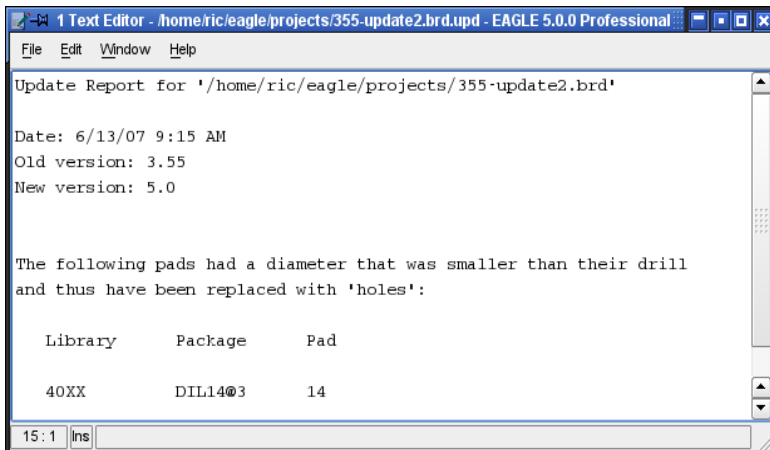 1 Text Editor - /home/ric/eagle/projects/355-update2.brd.upd - EAGLE 5.0.0 Professional
File Edit Window Help
Update Report for '/home/ric/eagle/projects/355-update2.brd'
Date: 6/13/07 9:15 AM
Old version: 3.55
New version: 5.0
The following pads had a diameter that was smaller than their drill
and thus have been replaced with 'holes':
Library Package Pad
40XX DIL14@3 14
15:1 Ins